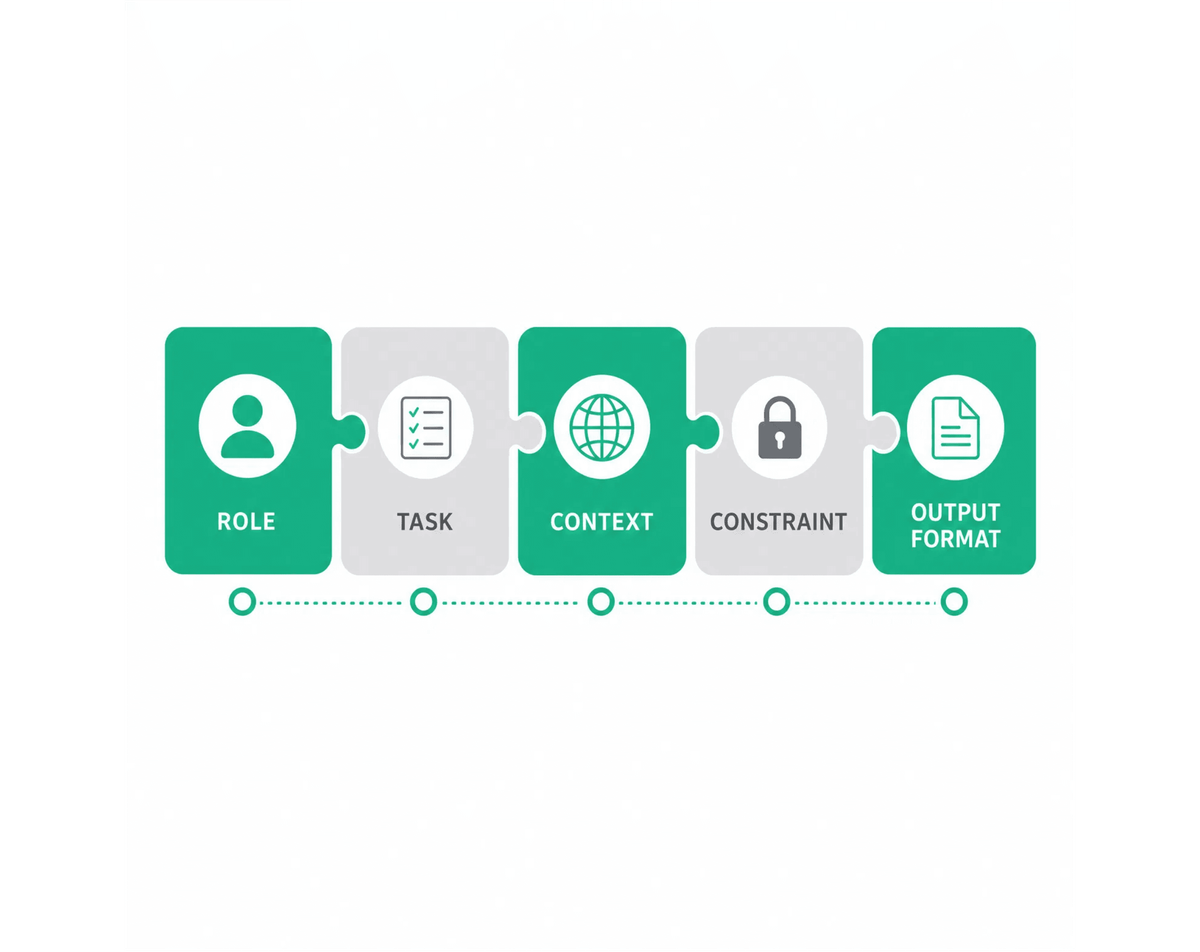 ROLE
TASK
CONTEXT
CONSTRAINT
OUTPUT
FORMAT